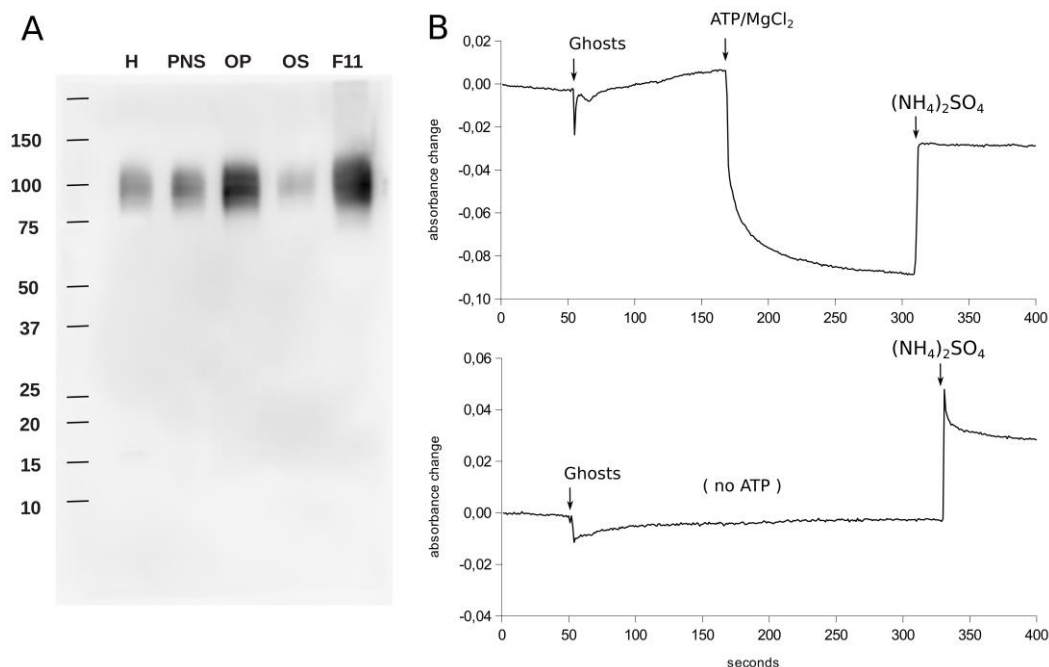 A
H PNS OP OS F11
150
100
75
50
37
25
20
15
10
B
ATP/MgCl2
Ghosts
(NH4)2SO4
absorbance change
0,02
0,00
-0,02
-0,04
-0,06
-0,08
-0,10
0 50 100 150 200 250 300 350 400
(NH4)2SO4
Ghosts
( no ATP )
absorbance change
0,06
0,04
0,02
0,00
-0,02
-0,04
0 50 100 150 200 250 300 350 400
seconds